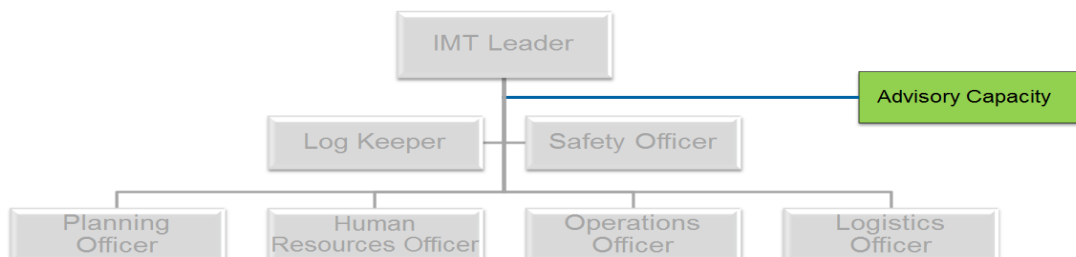 IMT Leader
Advisory Capacity
Log Keeper
Safety Officer
Planning
Officer
Human
Resources Officer
Operations
Officer
Logistics
Officer